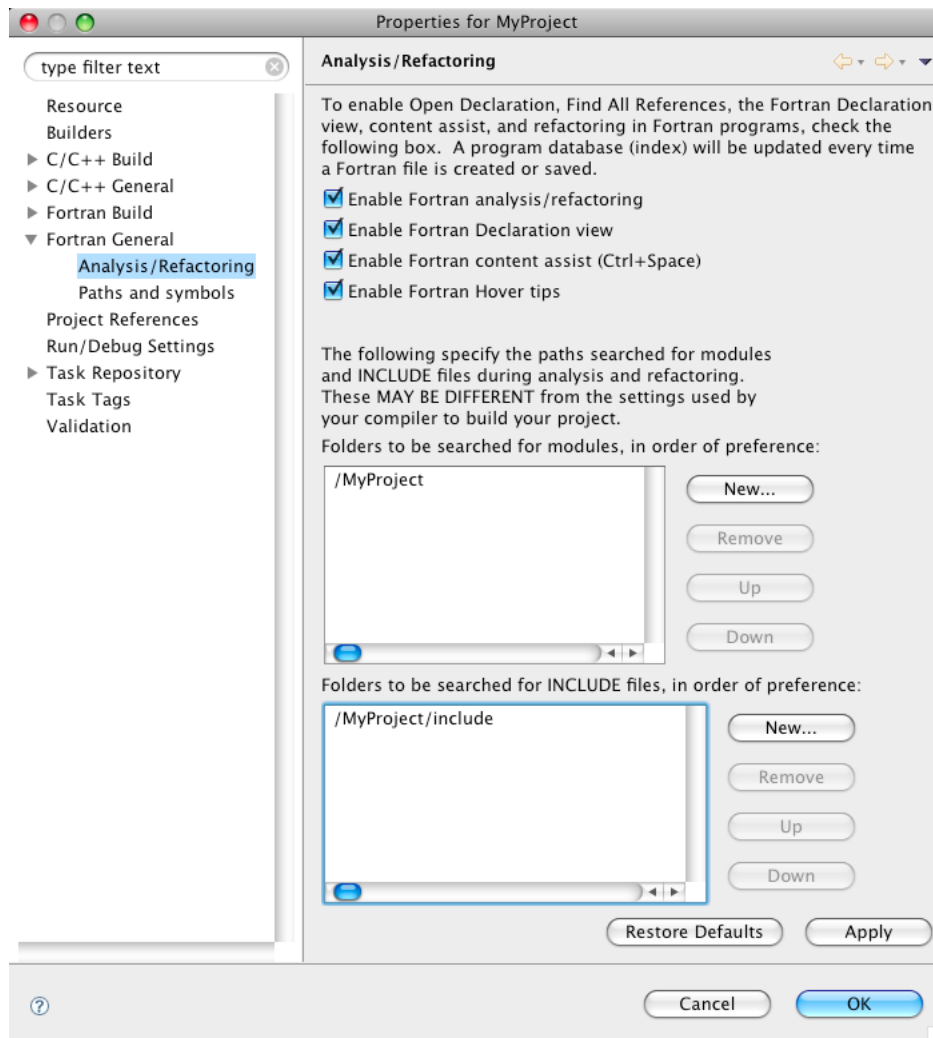 Properties for MyProject
type filter text
Resource
Builders
C/C++ Build
C/C++ General
Fortran Build
Fortran General
Analysis/Refactoring
Paths and symbols
Project References
Run/Debug Settings
Task Repository
Task Tags
Validation
Analysis/Refactoring
To enable Open Declaration, Find All References, the Fortran Declaration
view, content assist, and refactoring in Fortran programs, check the
following box.  A program database (index) will be updated every time
a Fortran file is created or saved.
Enable Fortran analysis/refactoring
Enable Fortran Declaration view
Enable Fortran content assist (Ctrl+Space)
Enable Fortran Hover tips
The following specify the paths searched for modules
and INCLUDE files during analysis and refactoring.
These MAY BE DIFFERENT from the settings used by
your compiler to build your project.
Folders to be searched for modules, in order of preference:
/MyProject
New...
Remove
Up
Down
Folders to be searched for INCLUDE files, in order of preference:
/MyProject/include
New...
Remove
Up
Down
Restore Defaults
Apply
?
Cancel
OK